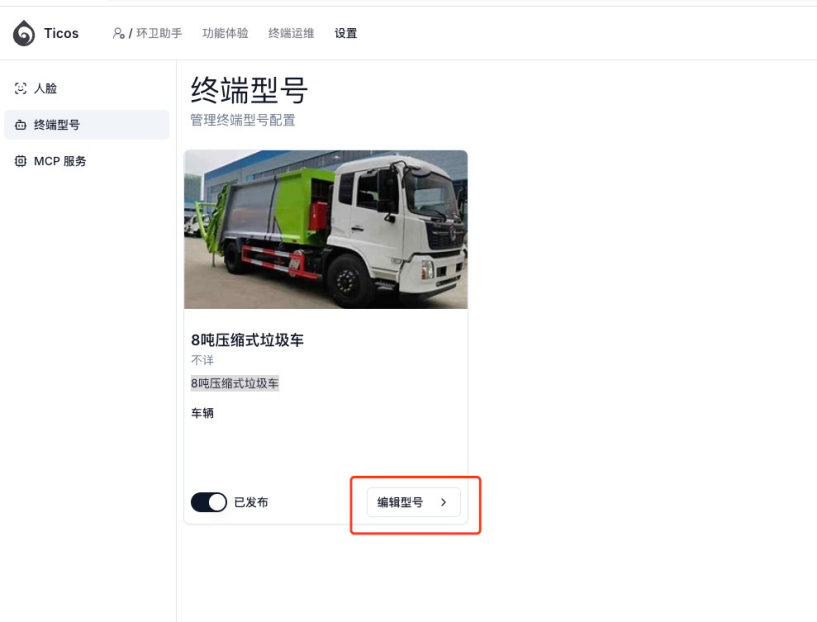 Ticos
/ 环卫助手 功能体验 终端运维 设置
人脸
终端型号
MCP 服务
终端型号
管理终端型号配置
8吨压缩式垃圾车
不详
8吨压缩式垃圾车
车辆
已发布
编辑型号